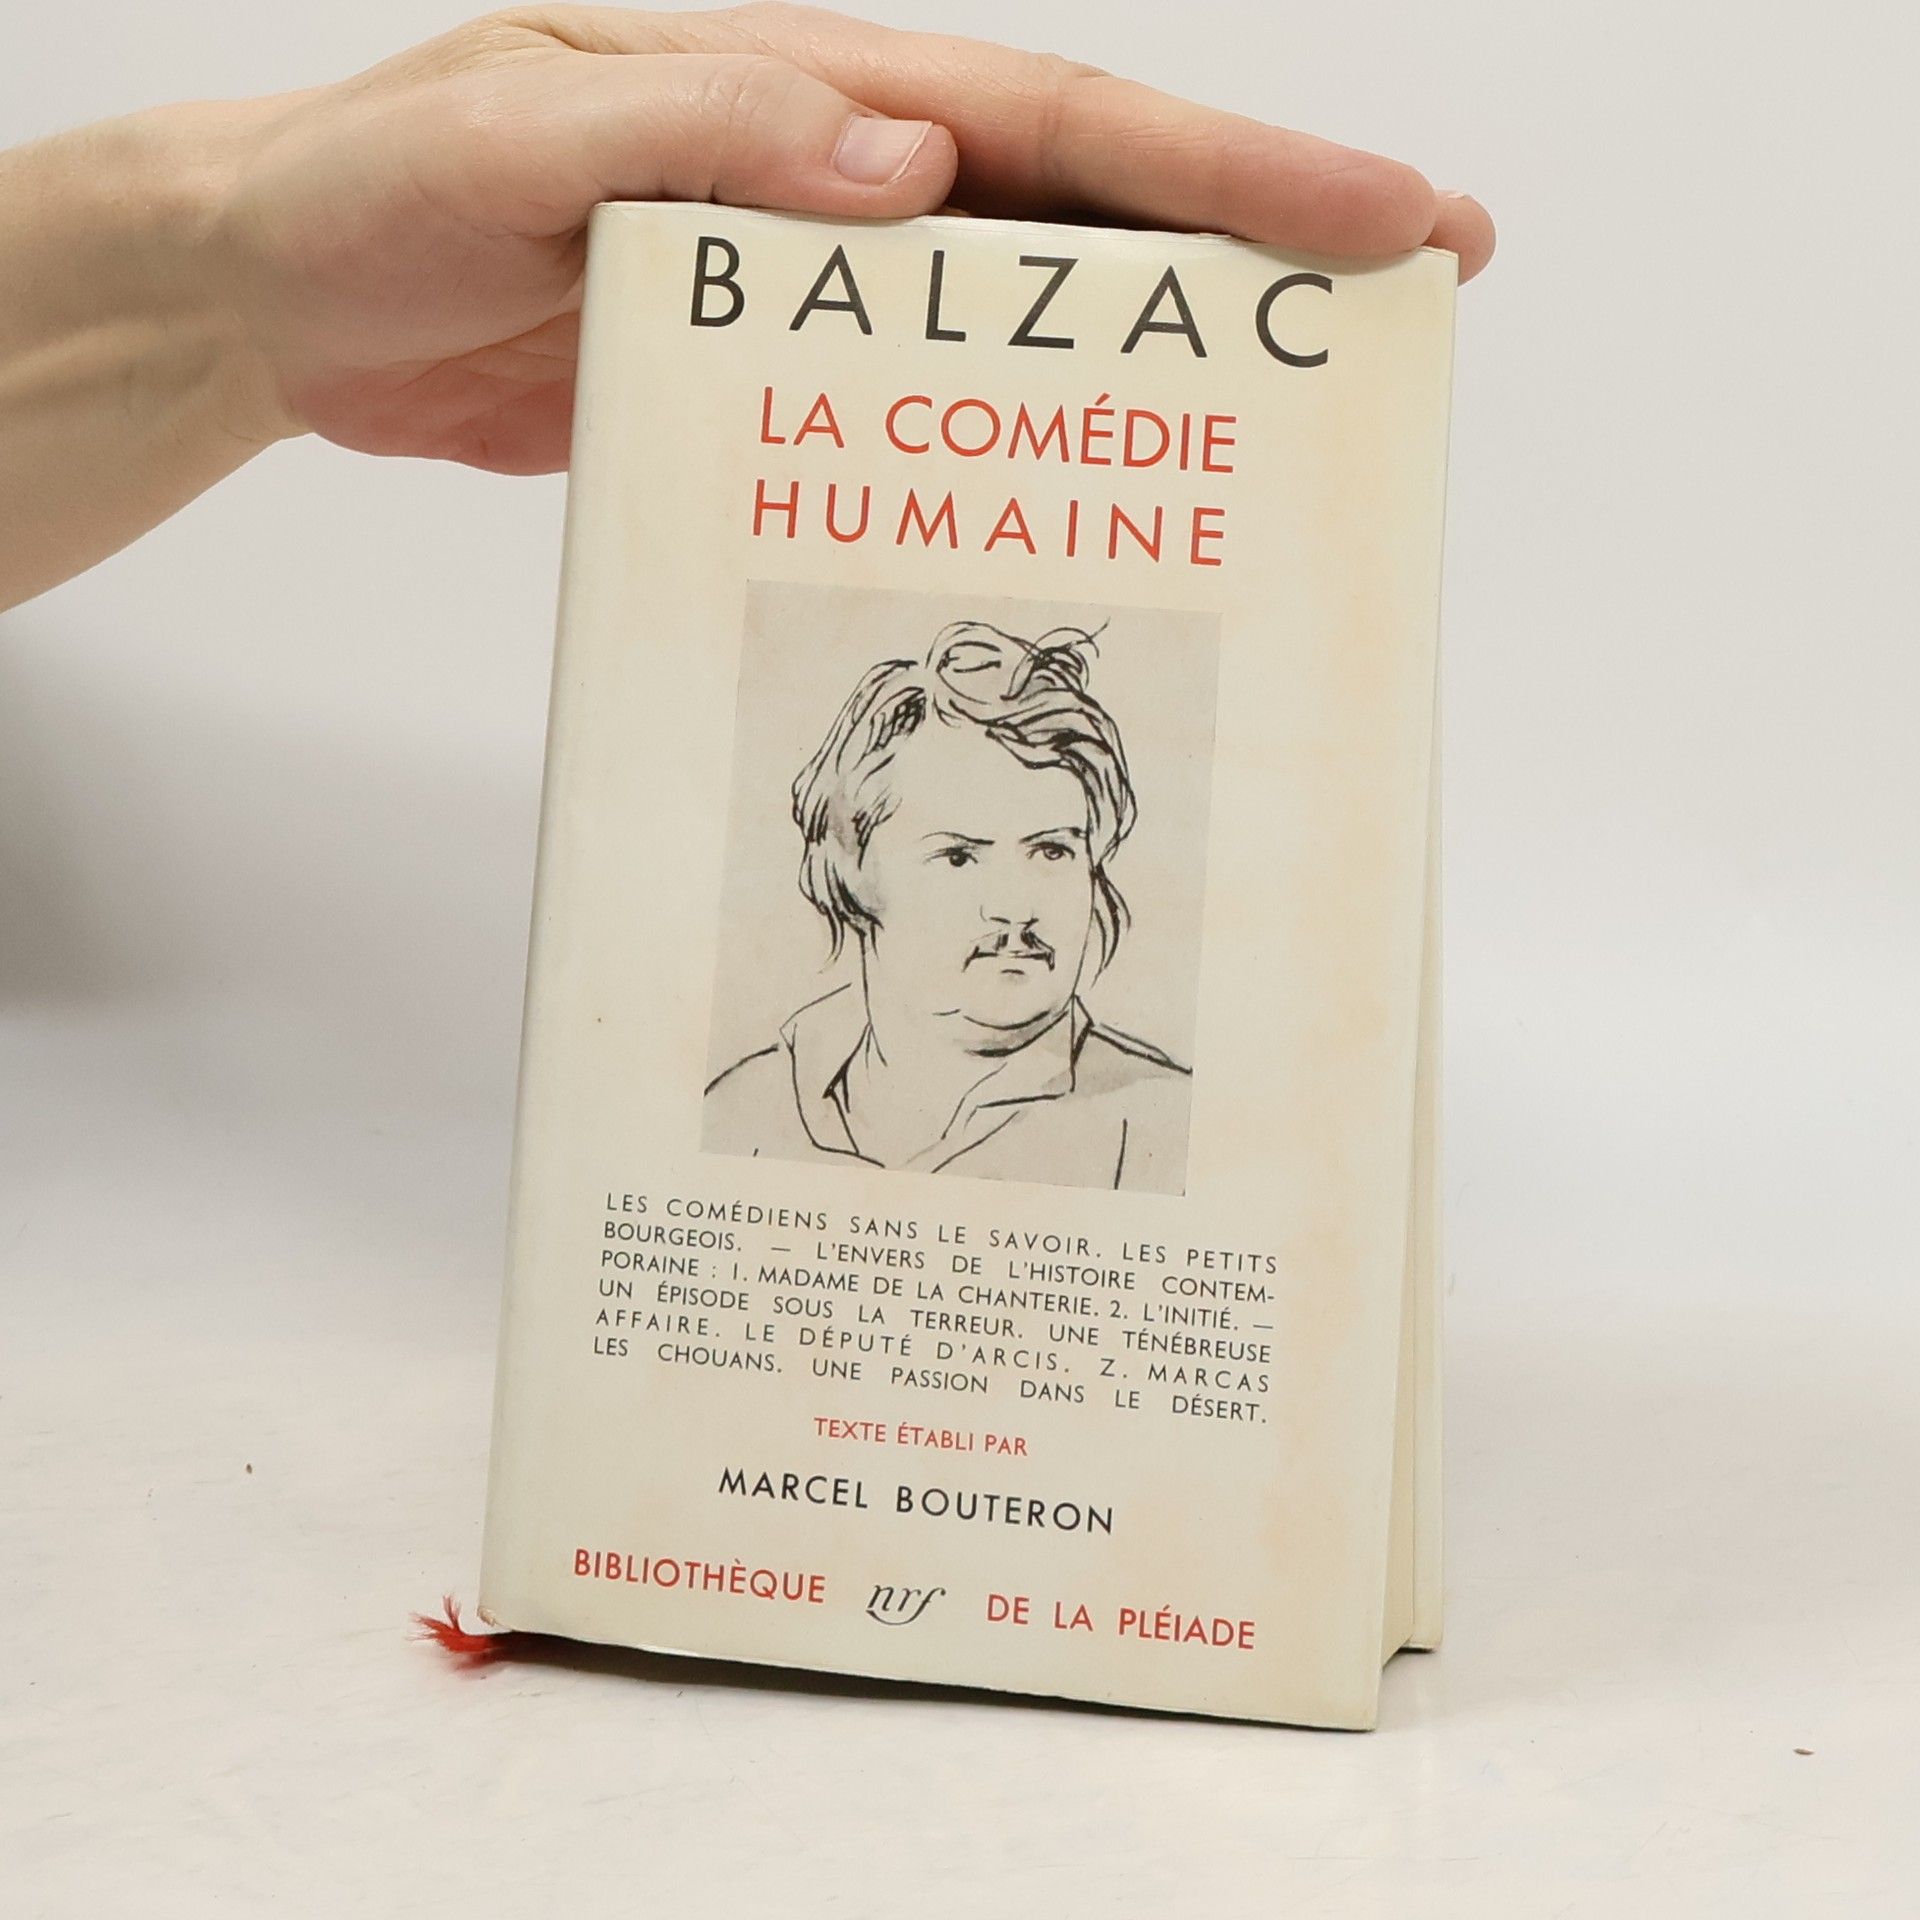 BALZAC
LA COMÉDIE
HUMAINE
LES COMÉDIENS SANS LE SAVOIR. LES PETITS
BOURGEOIS. — L'ENVERS DE L'HISTOIRE CONTEM-
PORAINE : 1. MADAME DE LA CHANTERIE. 2. L'INITIÉ. —
UN ÉPISODE SOUS LA TERREUR. UNE TÉNÉBREUSE
AFFAIRE. LE DÉPUTÉ D'ARCIS. Z. MARCAS
LES CHOUANS. UNE PASSION DANS LE DÉSERT.
TEXTE ÉTABLI PAR
MARCEL BOUTERON
BIBLIOTHÈQUE nrf DE LA PLÉIADE